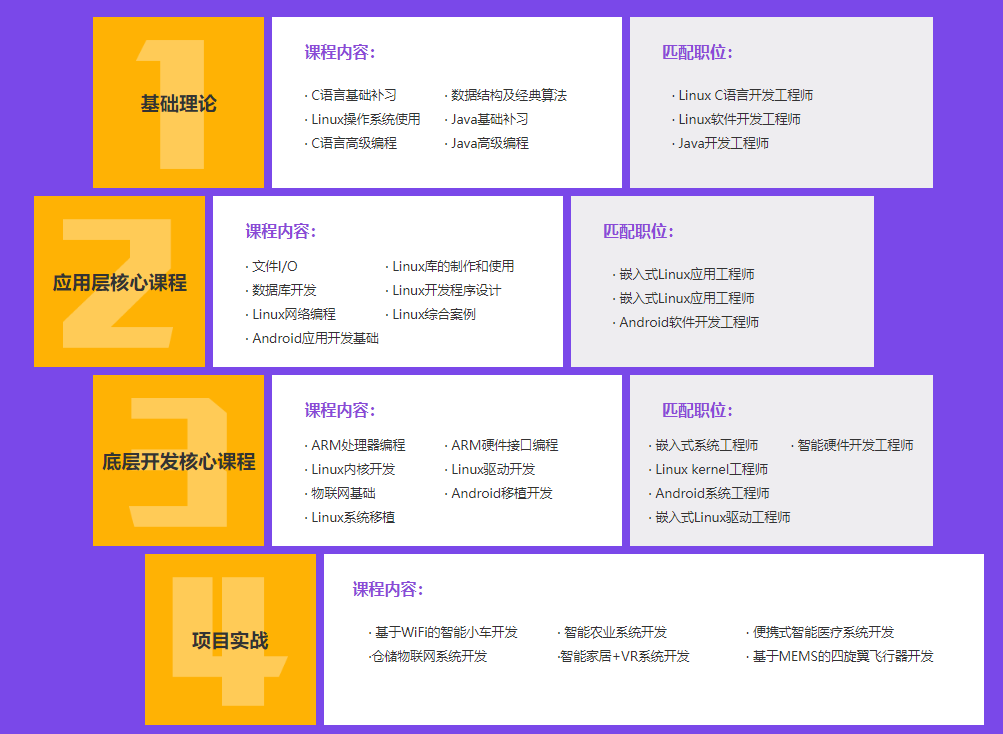 1
基础理论
课程内容：
· C语言基础补习
· 数据结构及经典算法
· Linux操作系统使用
· Java基础补习
· C语言高级编程
· Java高级编程
匹配职位：
· Linux C语言开发工程师
· Linux软件开发工程师
· Java开发工程师
2
应用层核心课程
课程内容：
· 文件I/O
· Linux库的制作和使用
· 数据库开发
· Linux开发程序设计
· Linux网络编程
· Linux综合案例
· Android应用开发基础
匹配职位：
· 嵌入式Linux应用工程师
· 嵌入式Linux应用工程师
· Android软件开发工程师
3
底层开发核心课程
课程内容：
· ARM处理器编程
· ARM硬件接口编程
· Linux内核开发
· Linux驱动开发
· 物联网基础
· Android移植开发
· Linux系统移植
匹配职位：
· 嵌入式系统工程师
· 智能硬件开发工程师
· Linux kernel工程师
· Android系统工程师
· 嵌入式Linux驱动工程师
4
项目实战
课程内容：
· 基于WiFi的智能小车开发
· 智能农业系统开发
· 便携式智能医疗系统开发
·仓储物联网系统开发
·智能家居+VR系统开发
· 基于MEMS的四旋翼飞行器开发